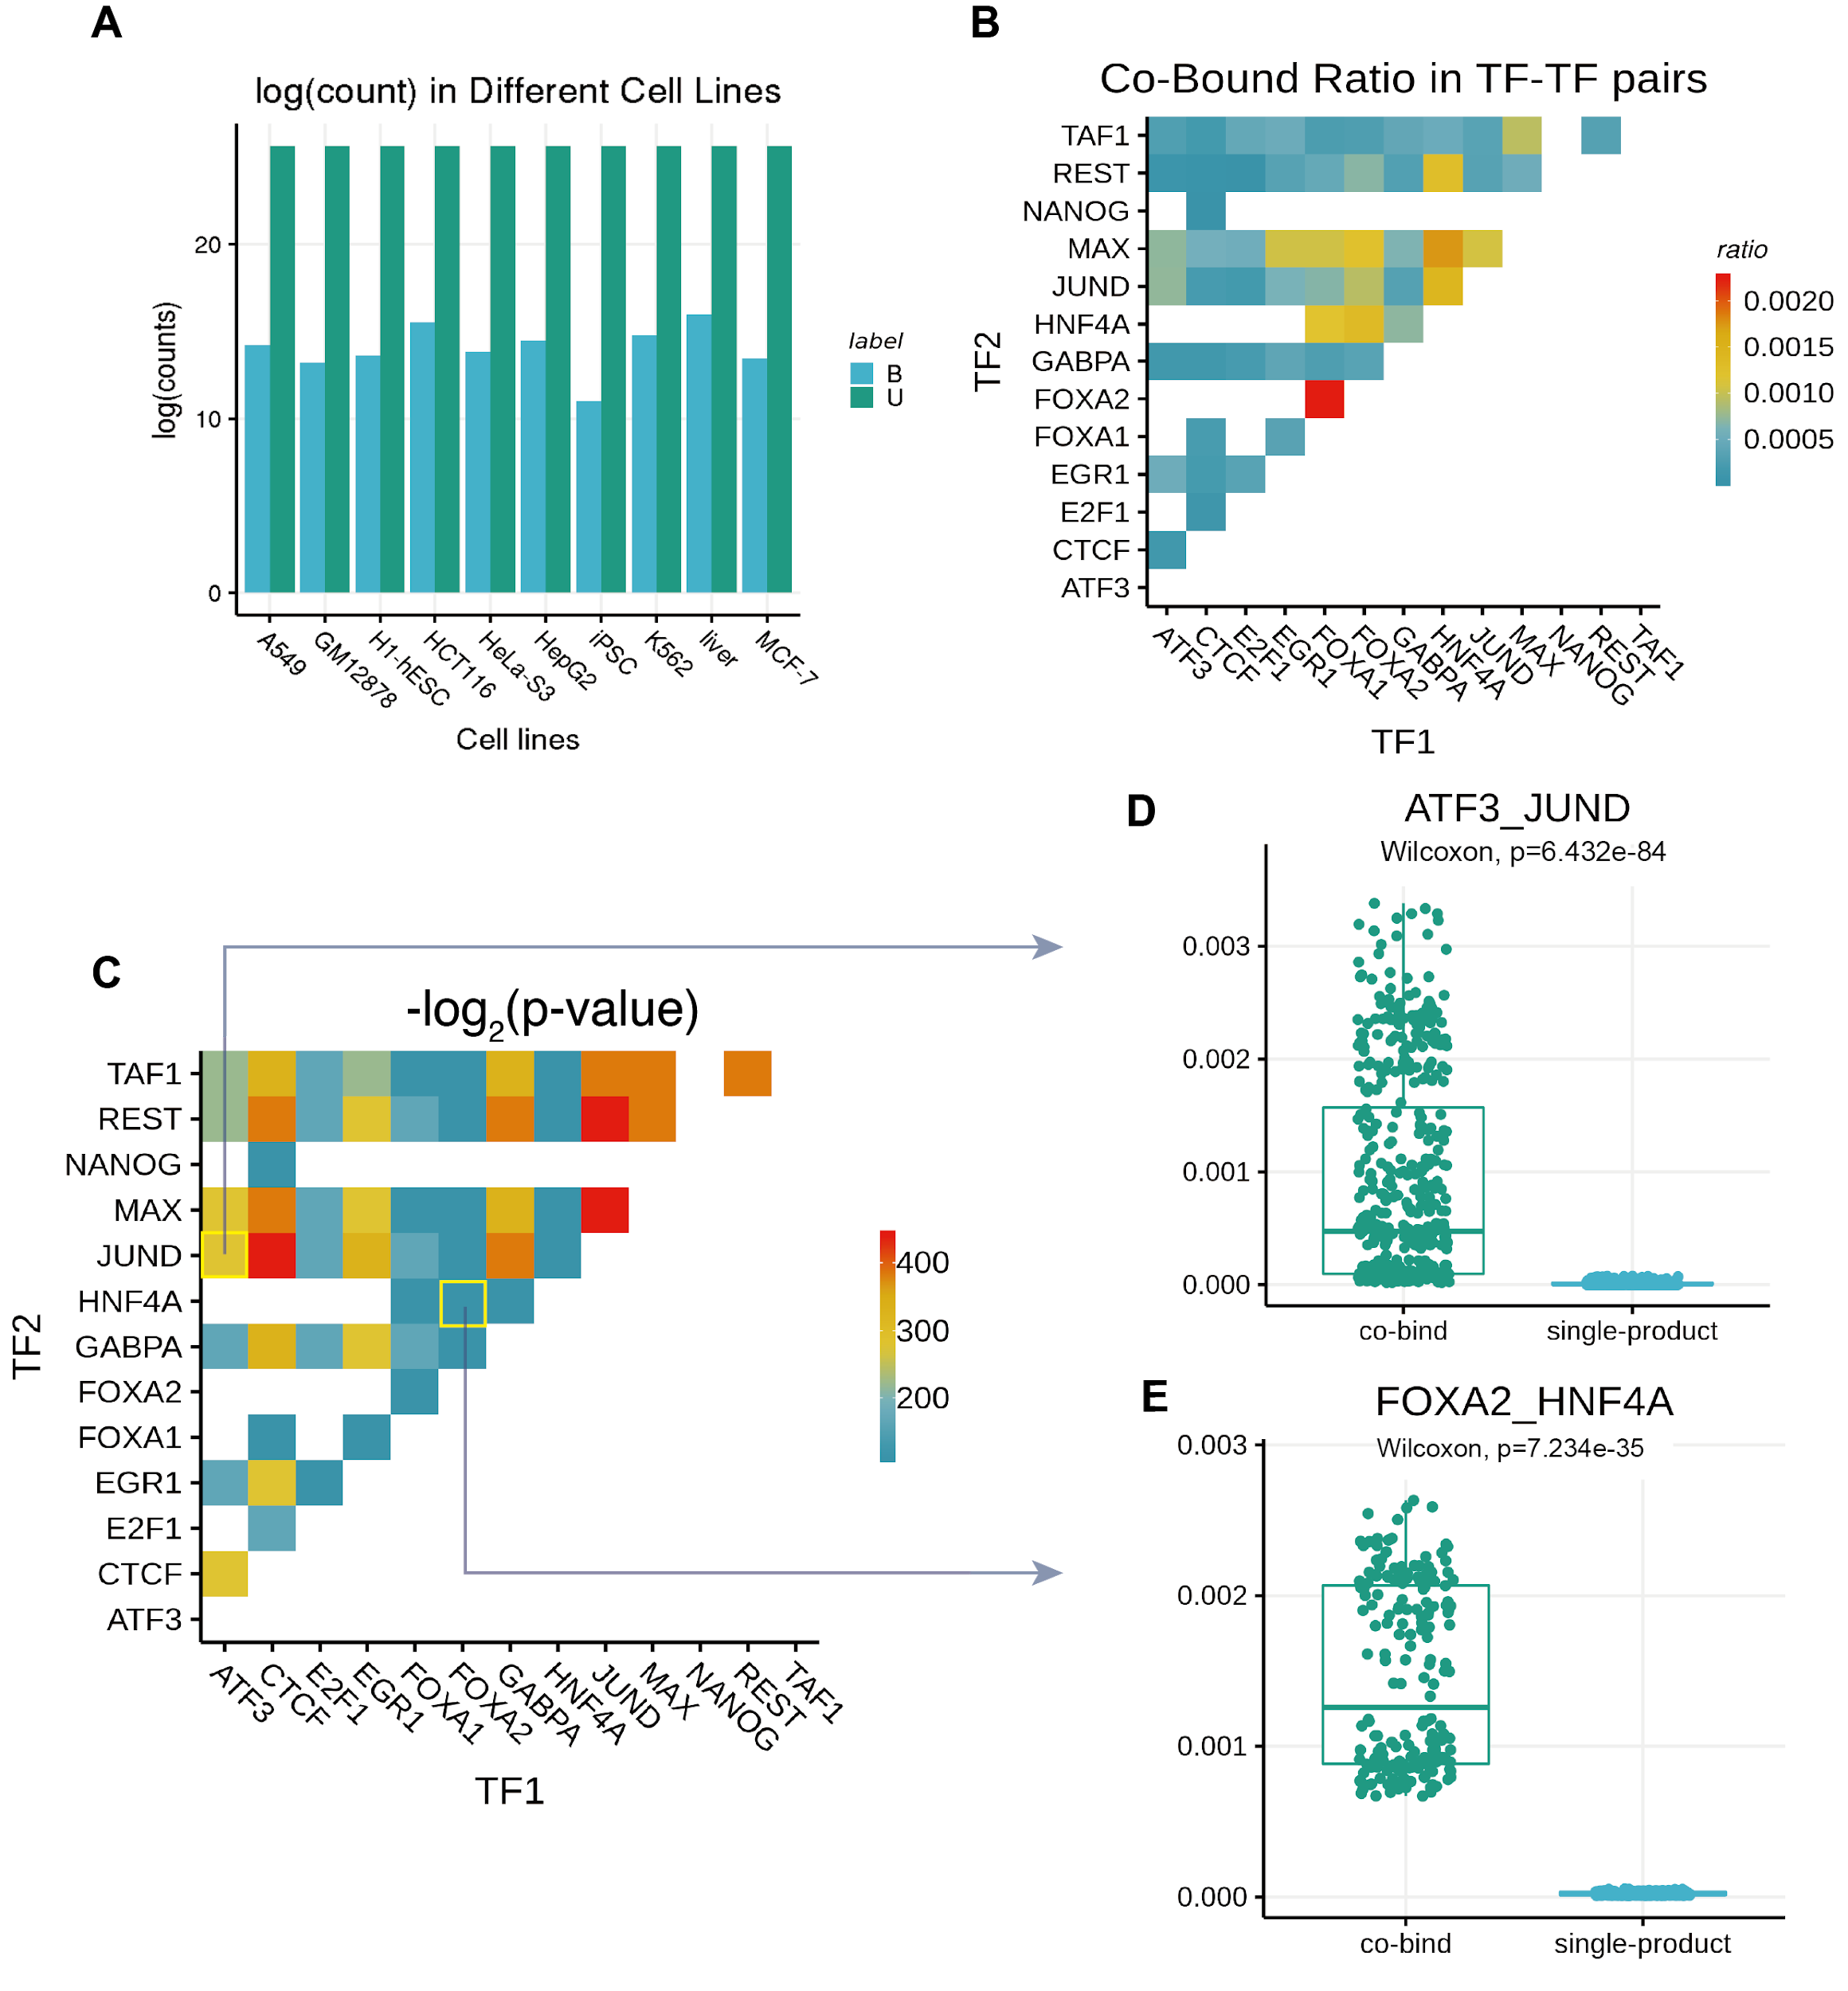 A
log(count) in Different Cell Lines
log(counts)
20
10
0
A549
GM12878
H1-hESC
HCT116
HeLa-S3
HepG2
iPSC
K562
liver
MCF-7
Cell lines
label
B
U
B
Co-Bound Ratio in TF-TF pairs
TF2
TAF1
REST
NANOG
MAX
JUND
HNF4A
GABPA
FOXA2
FOXA1
EGR1
E2F1
CTCF
ATF3
ATF3
CTCF
E2F1
EGR1
FOXA1
FOXA2
GABPA
HNF4A
JUND
MAX
NANOG
REST
TAF1
TF1
ratio
0.0020
0.0015
0.0010
0.0005
C
-log2(p-value)
TF2
TAF1
REST
NANOG
MAX
JUND
HNF4A
GABPA
FOXA2
FOXA1
EGR1
E2F1
CTCF
ATF3
ATF3
CTCF
E2F1
EGR1
FOXA1
FOXA2
GABPA
HNF4A
JUND
MAX
NANOG
REST
TAF1
TF1
400
300
200
D
ATF3_JUND
Wilcoxon, p=6.432e-84
0.003
0.002
0.001
0.000
co-bind
single-product
E
FOXA2_HNF4A
Wilcoxon, p=7.234e-35
0.003
0.002
0.001
0.000
co-bind
single-product